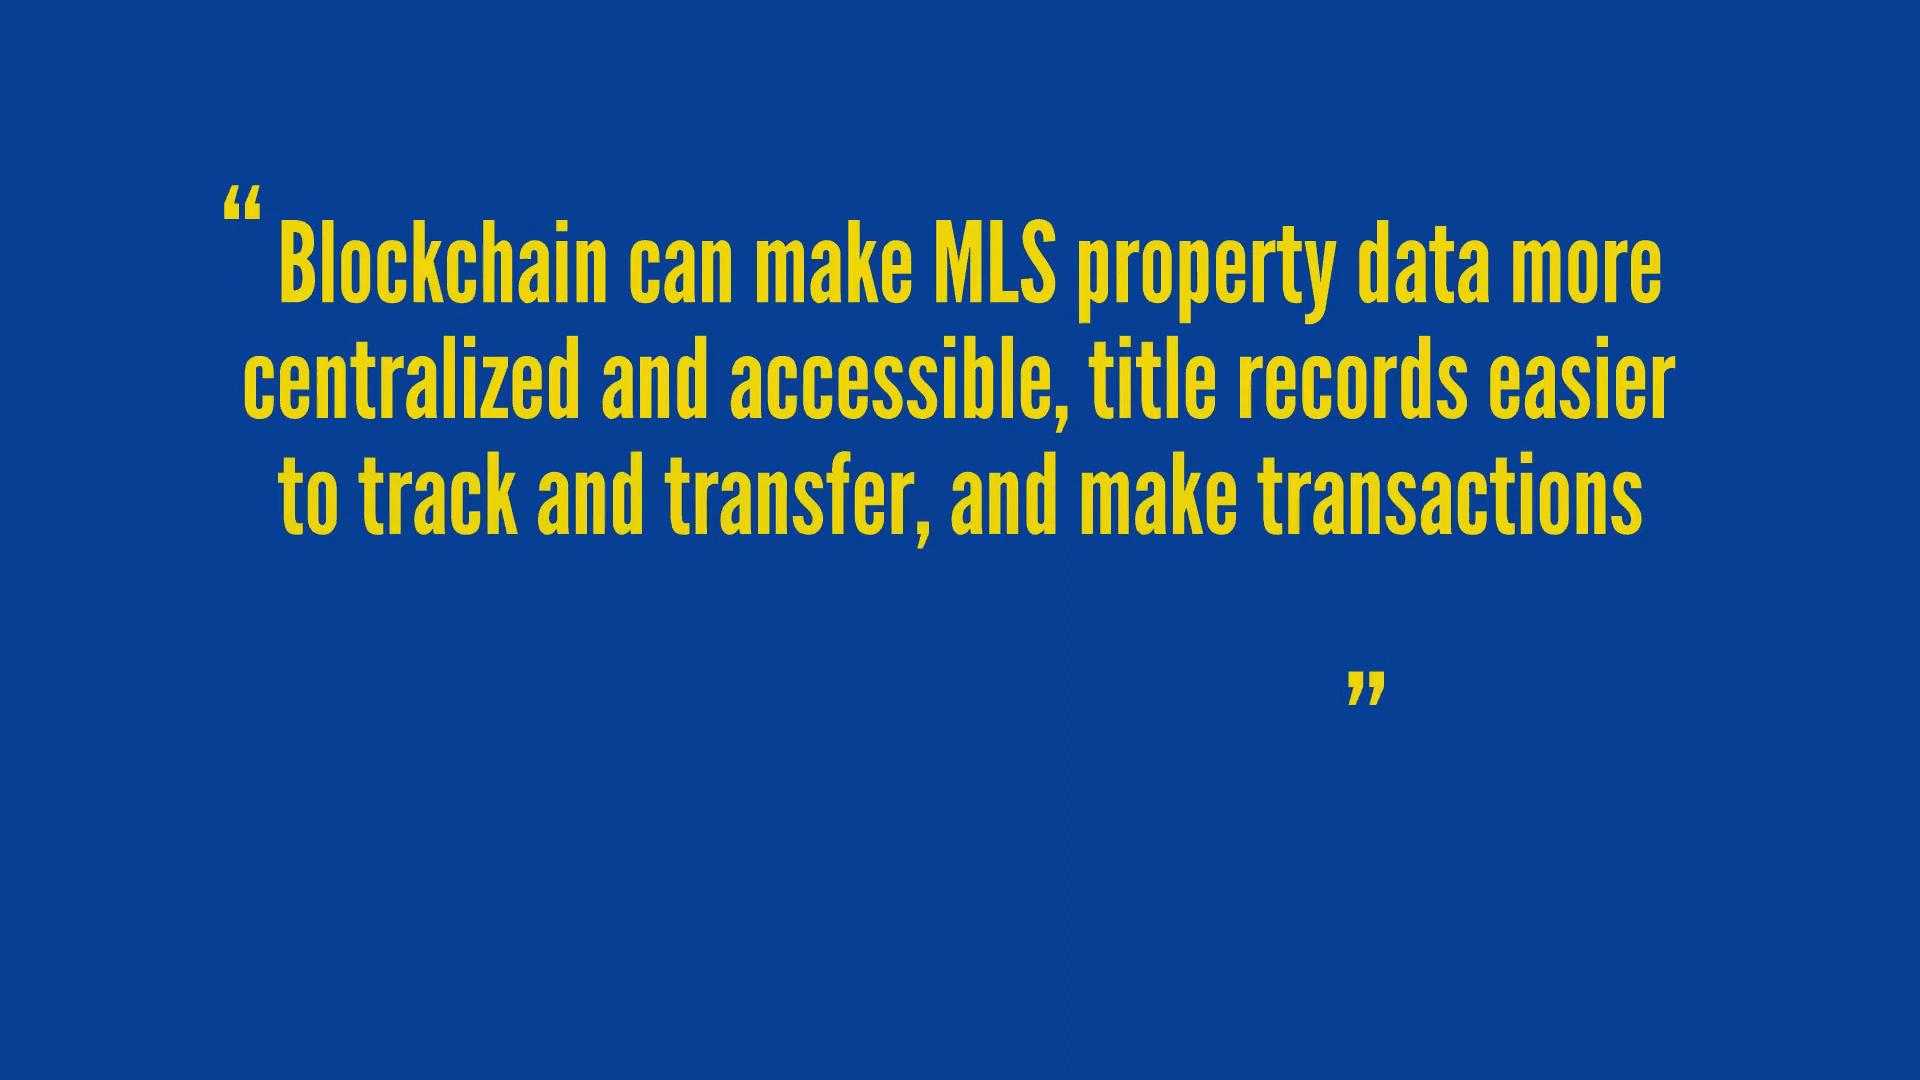 “ Blockchain can make MLS property data more
centralized and accessible, title records easier
to track and transfer, and make transactions
”